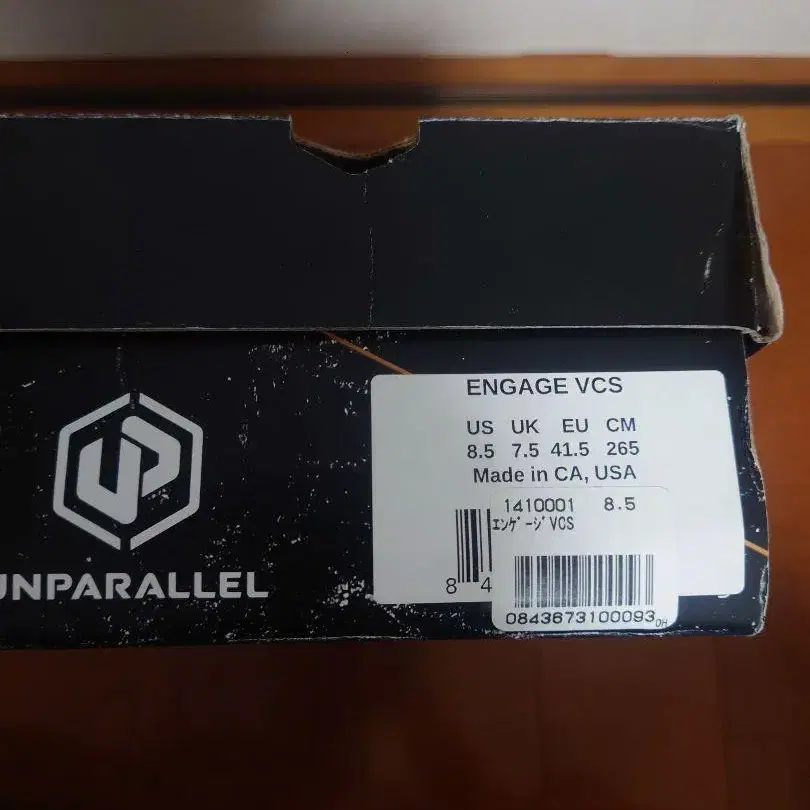 UNPARALLEL
ENGAGE VCS
US UK EU CM
8.5 7.5 41.5 265
Made in CA, USA
1410001 8.5
ｴﾝｹﾞｰｼﾞVCS
8 4
0843673100093 OH